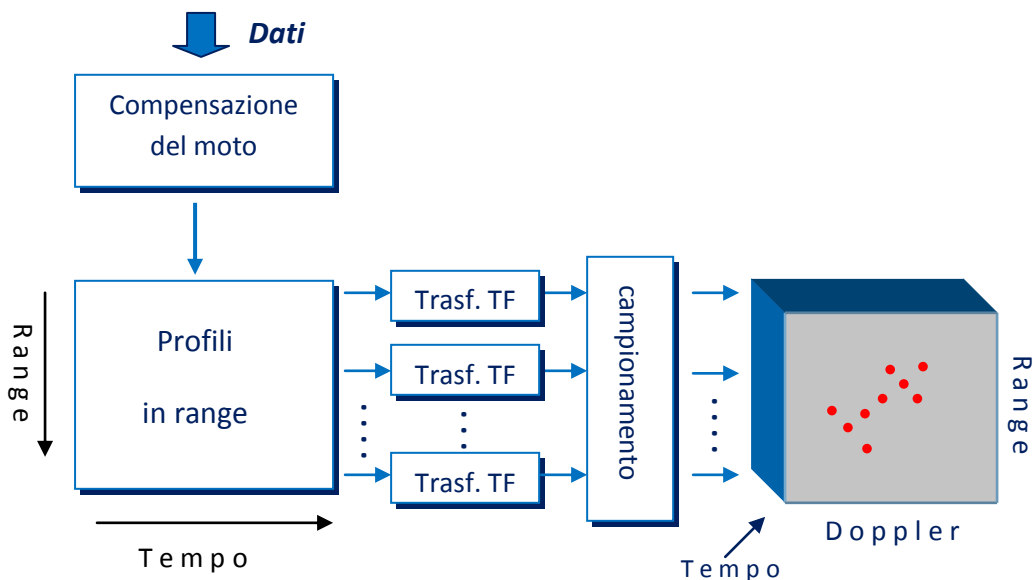 Dati
Compensazione
del moto
Range
Profili
in range
Tempo
Trasf. TF
Trasf. TF
Trasf. TF
campionamento
Range
Doppler
Tempo